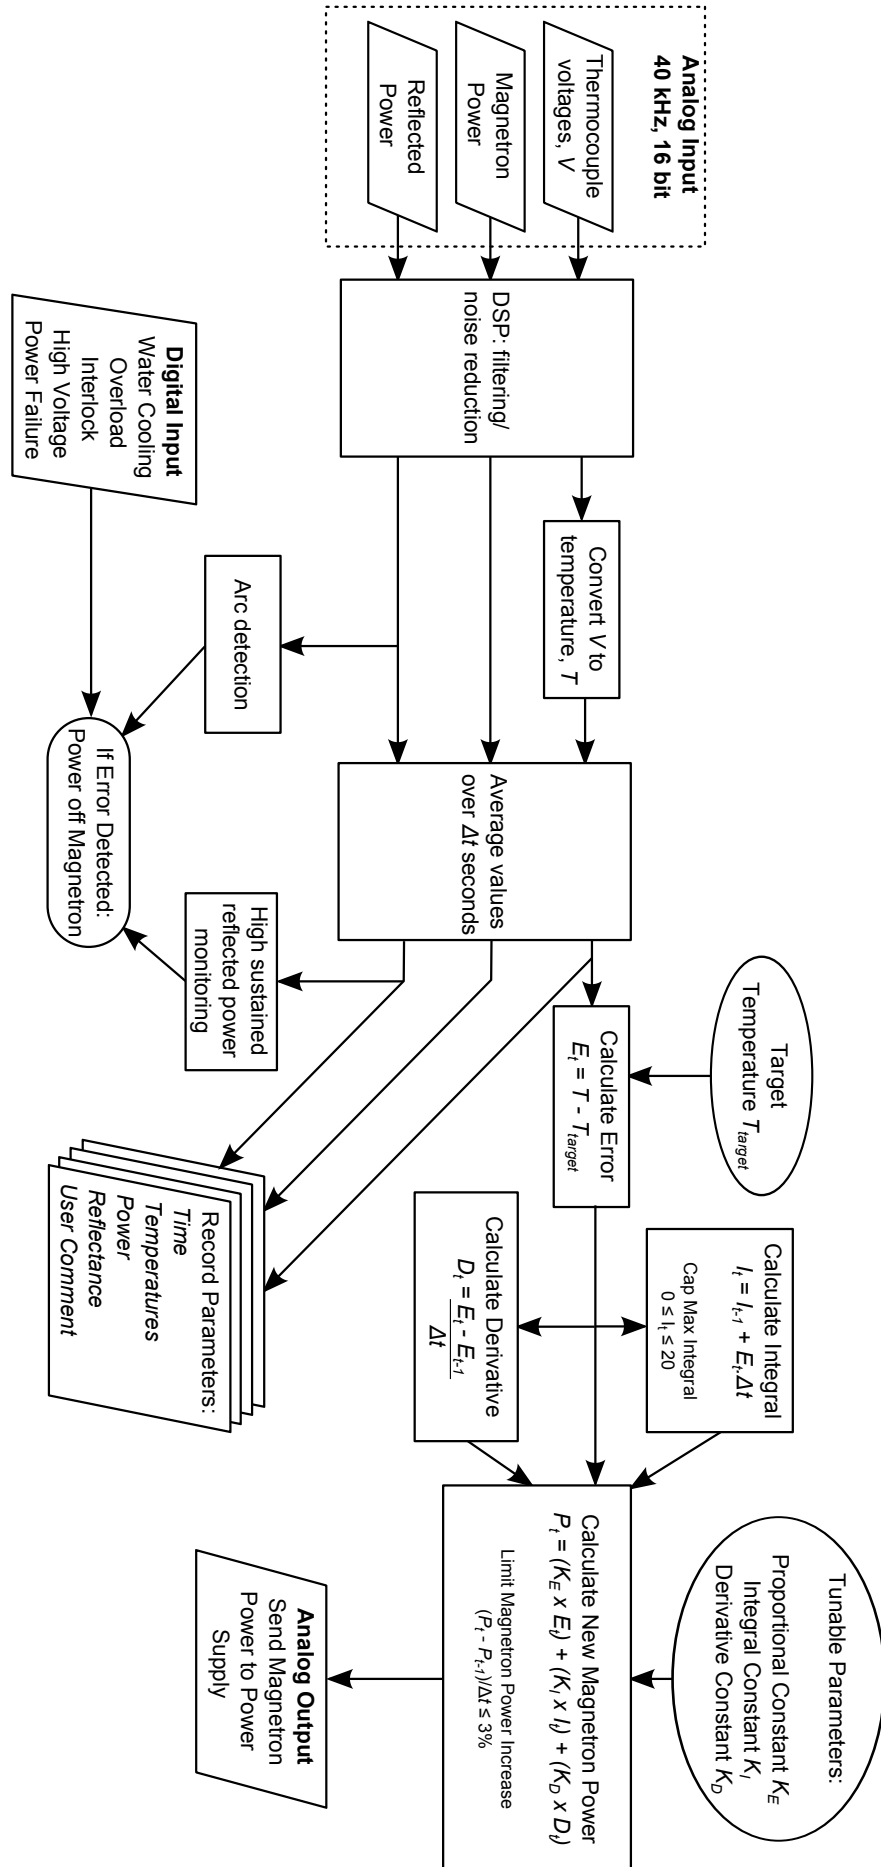 Analog Input
40 kHz, 16 bit
Thermocouple
voltages, V
Magnetron
Power
Reflected
Power
DSP: filtering/
noise reduction
Digital Input
Water Cooling
Overload
Interlock
High Voltage
Power Failure
Convert V to
temperature, T
Arc detection
Average values
over Δt seconds
If Error Detected:
Power off Magnetron
High sustained
reflected power
monitoring
Target
Temperature T_target
Calculate Error
E_t = T - T_target
Record Parameters:
Time
Temperatures
Power
Reflectance
User Comment
Calculate Integral
I_t = I_t-1 + E_t.Δt
Cap Max Integral
0 ≤ I_t ≤ 20
Calculate Derivative
D_t = E_t - E_t-1
Δt
Tunable Parameters:
Proportional Constant K_E
Integral Constant K_I
Derivative Constant K_D
Calculate New Magnetron Power
P_t = (K_E x E_t) + (K_I x I_t) + (K_D x D_t)
Limit Magnetron Power Increase
(P_t - P_t-1)/Δt ≤ 3%
Analog Output
Send Magnetron
Power to Power
Supply